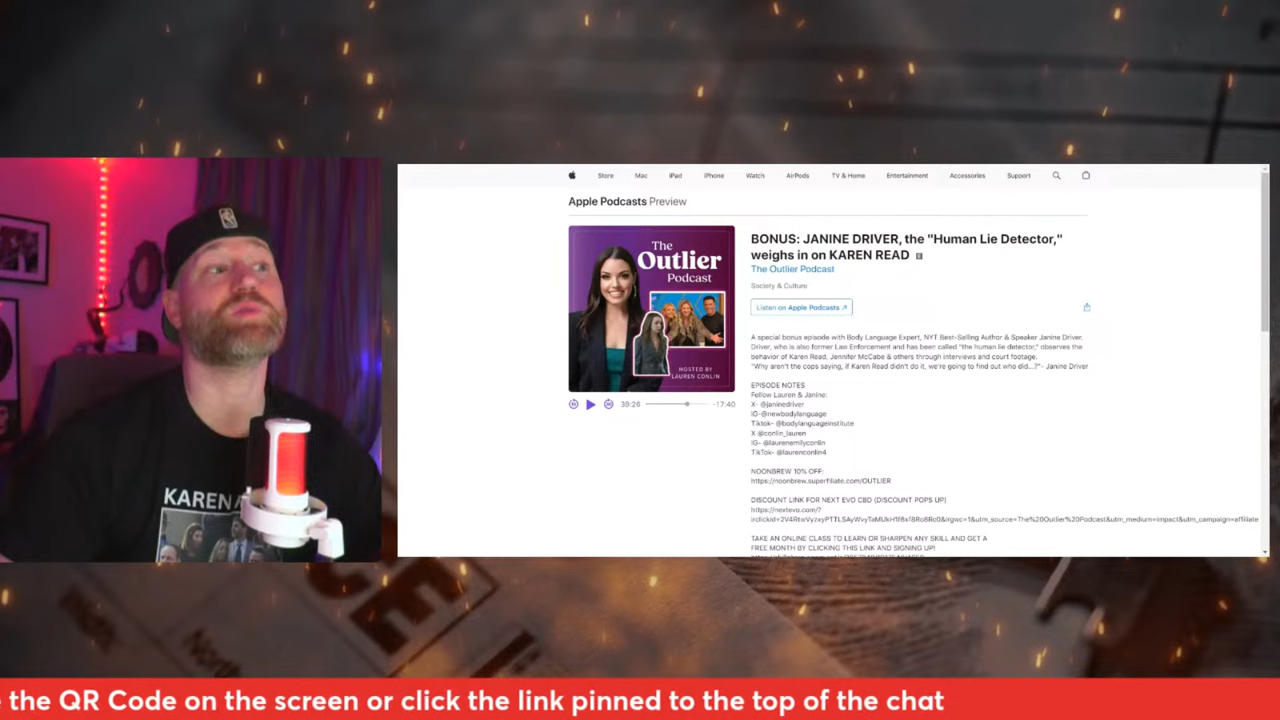 Store Mac iPad iPhone Watch AirPods TV & Home Entertainment Accessories Support
Apple Podcasts Preview
The
Outlier
Podcast
HOSTED BY
LAUREN CONLIN
39:26
-17:40
BONUS: JANINE DRIVER, the "Human Lie Detector,"
weighs in on KAREN READ E
The Outlier Podcast
Society & Culture
Listen on Apple Podcasts ↗
A special bonus episode with Body Language Expert, NYT Best-Selling Author & Speaker Janine Driver.
Driver, who is also former Law Enforcement and has been called "the human lie detector," observes the
behavior of Karen Read, Jennifer McCabe & others through interviews and court footage.
"Why aren't the cops saying, if Karen Read didn't do it, we're going to find out who did...?"- Janine Driver
EPISODE NOTES
Follow Lauren & Janine:
X- @janinedriver
IG-@newbodylanguage
Tiktok- @bodylanguageinstitute
X @conlin_lauren
IG- @laurenemilyconlin
TikTok- @laurenconlin4
NOONBREW 10% OFF:
https://noonbrew.superfiliate.com/OUTLIER
DISCOUNT LINK FOR NEXT EVO CBD (DISCOUNT POPS UP)
https://nextevo.com/?
TAKE AN ONLINE CLASS TO LEARN OR SHARPEN ANY SKILL AND GET A
FREE MONTH BY CLICKING THIS LINK AND SIGNING UP!
KAREN
CE
North
the QR Code on the screen or click the link pinned to the top of the chat